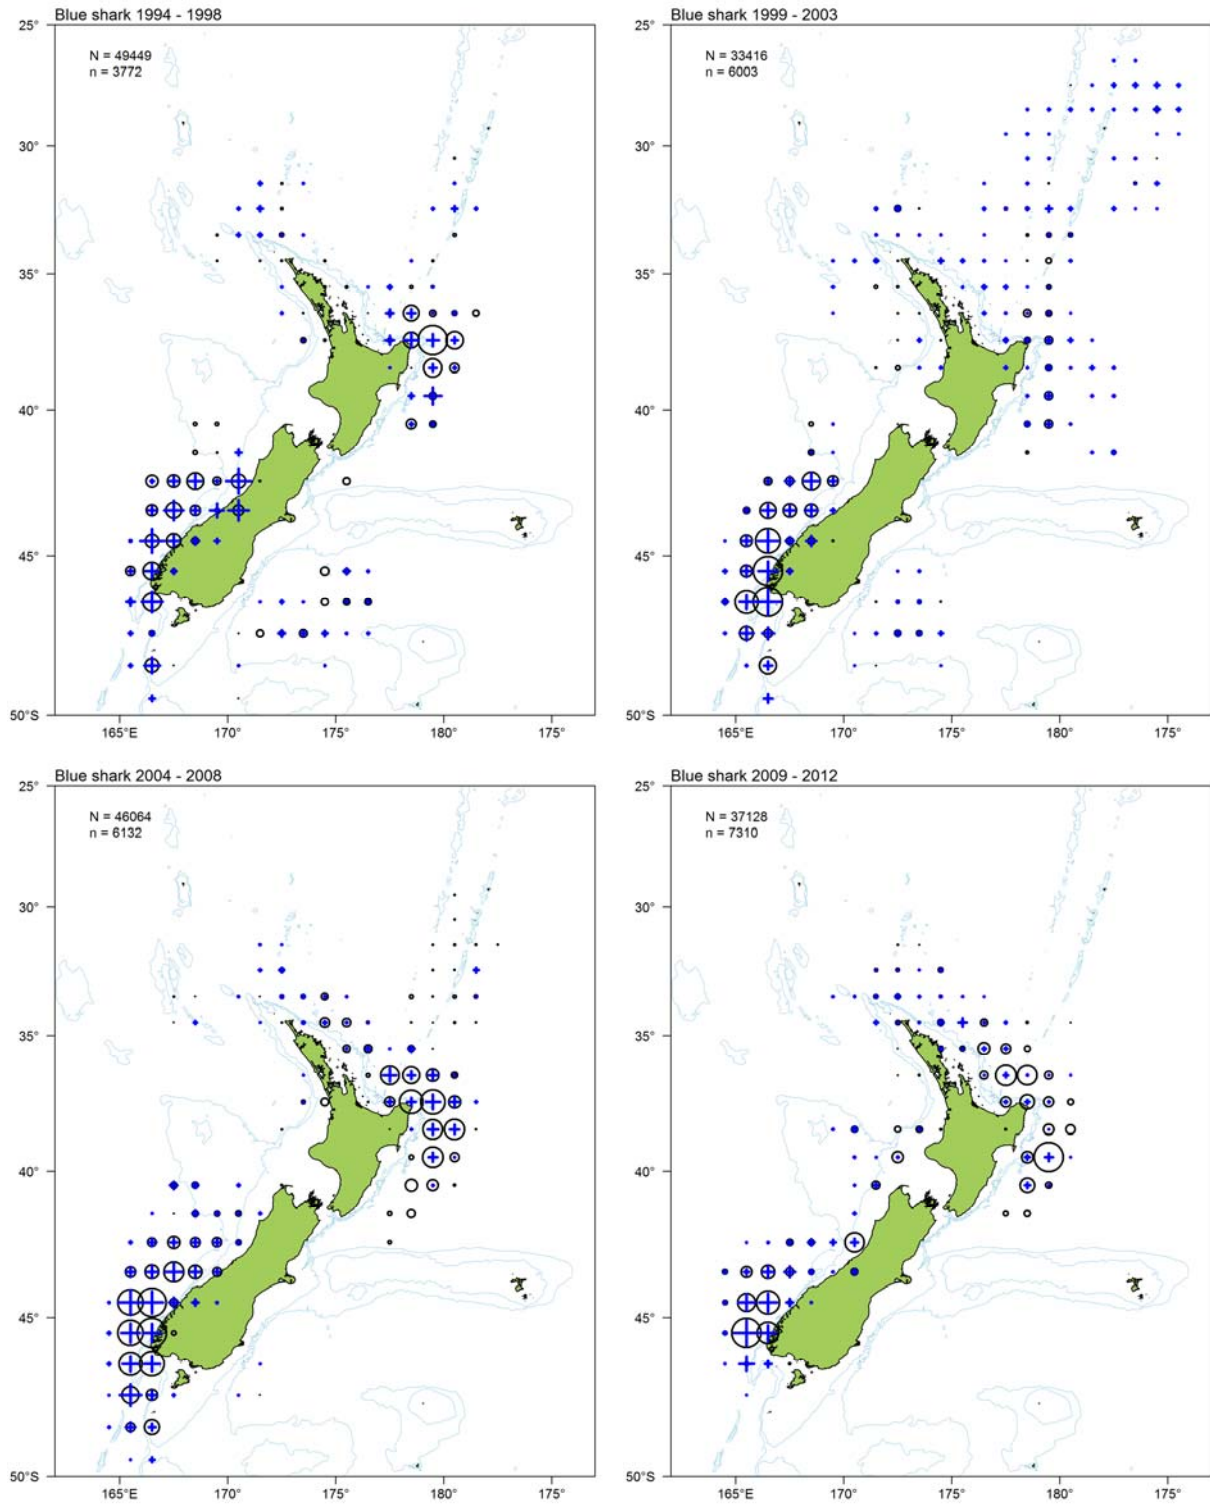 Blue shark 1994 - 1998
25°
N = 49449
n = 3772
30°
35°
40°
45°
50°S
165°E 170° 175° 180° 175°
Blue shark 1999 - 2003
25°
N = 33416
n = 6003
30°
35°
40°
45°
50°S
165°E 170° 175° 180° 175°
Blue shark 2004 - 2008
25°
N = 46064
n = 6132
30°
35°
40°
45°
50°S
165°E 170° 175° 180° 175°
Blue shark 2009 - 2012
25°
N = 37128
n = 7310
30°
35°
40°
45°
50°S
165°E 170° 175° 180° 175°